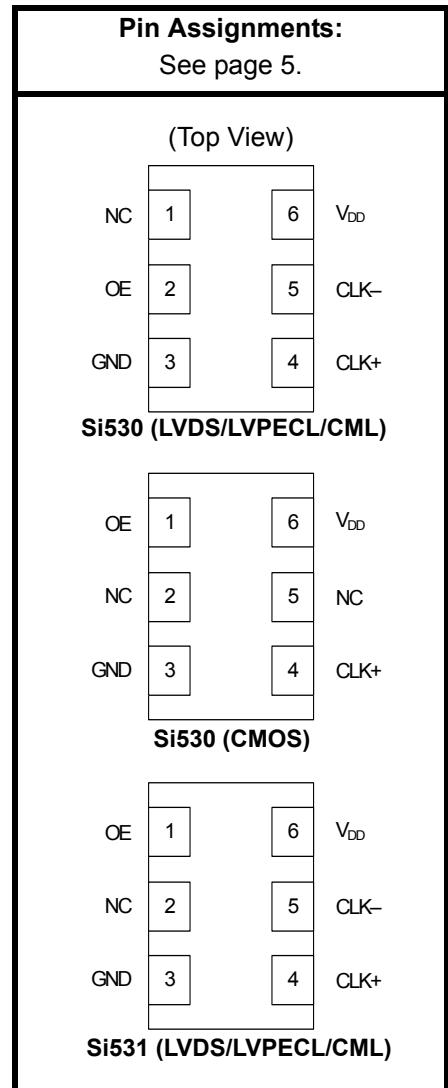 Pin Assignments:
See page 5.
(Top View)
NC 1 6 VDD
OE 2 5 CLK–
GND 3 4 CLK+
Si530 (LVDS/LVPECL/CML)
OE 1 6 VDD
NC 2 5 NC
GND 3 4 CLK+
Si530 (CMOS)
OE 1 6 VDD
NC 2 5 CLK–
GND 3 4 CLK+
Si531 (LVDS/LVPECL/CML)